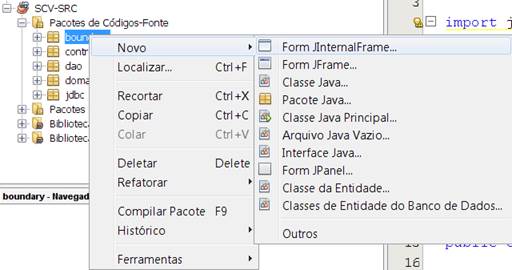 SCV-SRC
Pacotes de Códigos-Fonte
bound
contr
dao
doma
jdbc
Pacotes
Biblioteca
Biblioteca
boundary - Navegad
Novo
Localizar... Ctrl+F
Recortar Ctrl+X
Copiar Ctrl+C
Colar Ctrl+V
Deletar Delete
Refatorar
Compilar Pacote F9
Histórico
Ferramentas
Form JInternalFrame...
Form JFrame...
Classe Java...
Pacote Java...
Classe Java Principal...
Arquivo Java Vazio...
Interface Java...
Form JPanel...
Classe da Entidade...
Classes de Entidade do Banco de Dados...
Outros
3
import j
15
public c
16